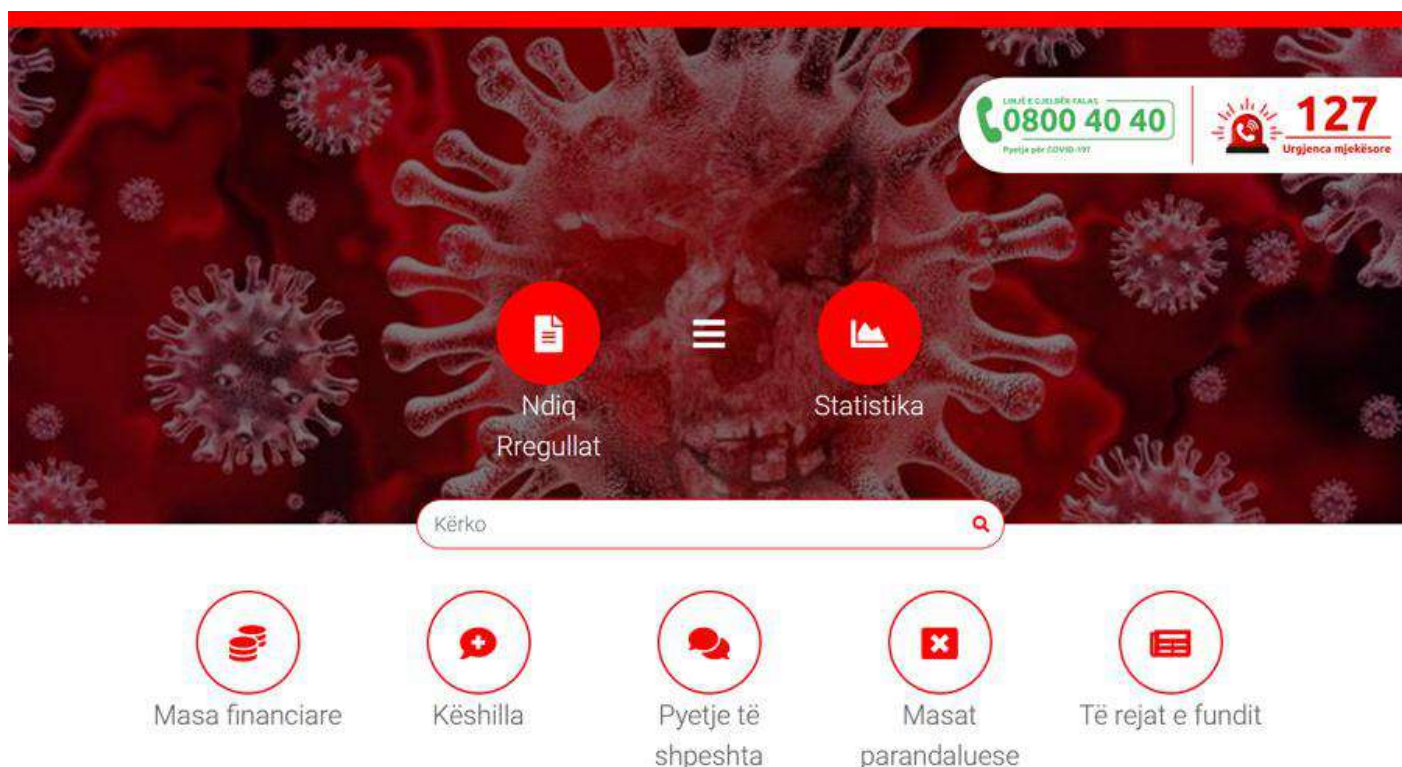 LINJË E GJELBËR FALAS
0800 40 40
Pyetje për COVID-19?
127
Urgjenca mjekësore
Ndiq
Rregullat
Statistika
Kërko
Masa financiare
Këshilla
Pyetje të
shpeshta
Masat
parandaluese
Të rejat e fundit